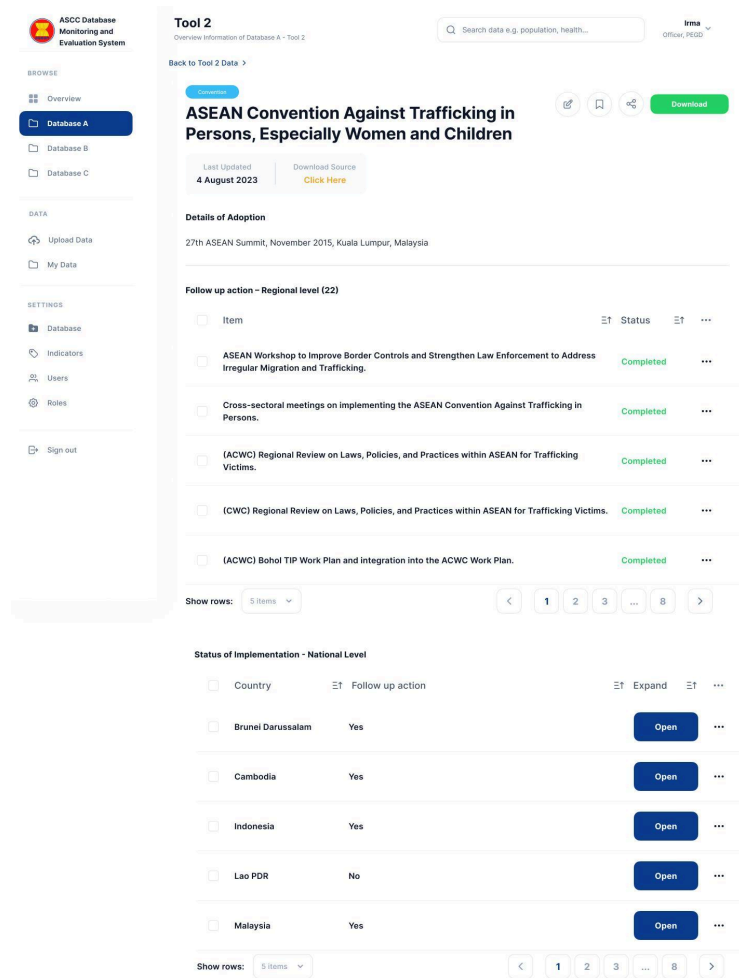 ASCC Database
Monitoring and
Evaluation System
Tool 2
Overview Information of Database A - Tool 2
Search data e.g. population, health...
Irma
Officer, PEGD
BROWSE
Overview
Database A
Database B
Database C
DATA
Upload Data
My Data
SETTINGS
Database
Indicators
Users
Roles
Sign out
Back to Tool 2 Data >
Convention
ASEAN Convention Against Trafficking in
Persons, Especially Women and Children
Download
Last Updated
4 August 2023
Download Source
Click Here
Details of Adoption
27th ASEAN Summit, November 2015, Kuala Lumpur, Malaysia
Follow up action – Regional level (22)
Item Status ...
ASEAN Workshop to Improve Border Controls and Strengthen Law Enforcement to Address
Irregular Migration and Trafficking.
Completed
Cross-sectoral meetings on implementing the ASEAN Convention Against Trafficking in
Persons.
Completed
(ACWC) Regional Review on Laws, Policies, and Practices within ASEAN for Trafficking
Victims.
Completed
(CWC) Regional Review on Laws, Policies, and Practices within ASEAN for Trafficking Victims. Completed
(ACWC) Bohol TIP Work Plan and integration into the ACWC Work Plan. Completed
Show rows: 5 items < 1 2 3 ... 8 >
Status of Implementation - National Level
Country Follow up action Expand ...
Brunei Darussalam Yes Open
Cambodia Yes Open
Indonesia Yes Open
Lao PDR No Open
Malaysia Yes Open
Show rows: 5 items < 1 2 3 ... 8 >